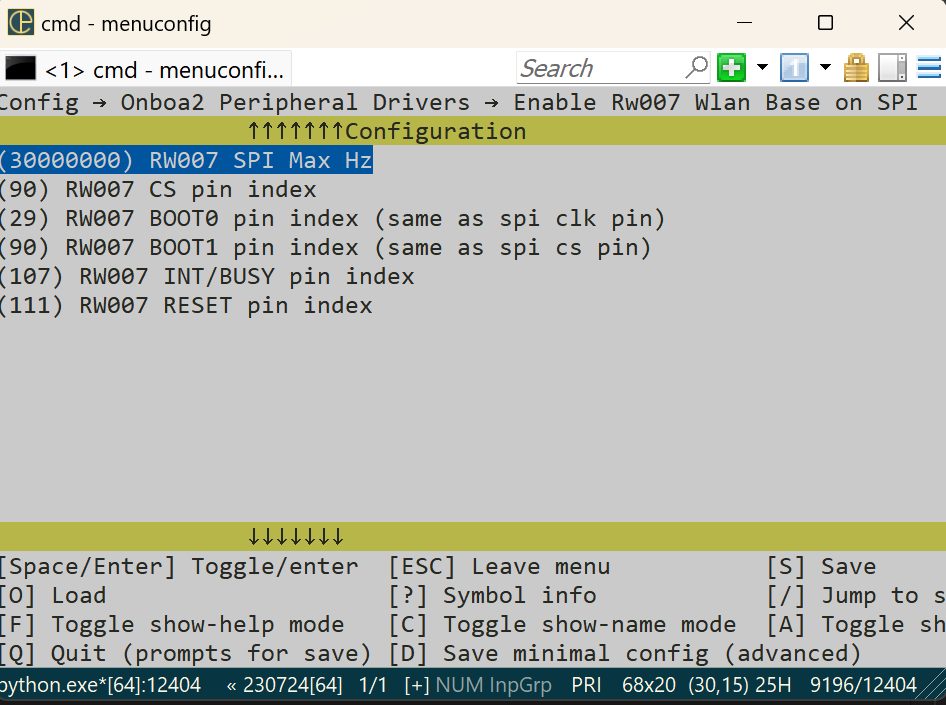 cmd - menuconfig
<1> cmd - menuconfi...
Search
1
Config → Onboa2 Peripheral Drivers → Enable Rw007 Wlan Base on SPI
↑↑↑↑↑↑↑Configuration
(30000000) RW007 SPI Max Hz
(90) RW007 CS pin index
(29) RW007 BOOT0 pin index (same as spi clk pin)
(90) RW007 BOOT1 pin index (same as spi cs pin)
(107) RW007 INT/BUSY pin index
(111) RW007 RESET pin index
↓↓↓↓↓↓↓
[Space/Enter] Toggle/enter [ESC] Leave menu [S] Save
[O] Load [?] Symbol info [/] Jump to s
[F] Toggle show-help mode [C] Toggle show-name mode [A] Toggle sh
[Q] Quit (prompts for save) [D] Save minimal config (advanced)
python.exe*[64]:12404 « 230724[64] 1/1 [+] NUM InpGrp PRI 68x20 (30,15) 25H 9196/12404